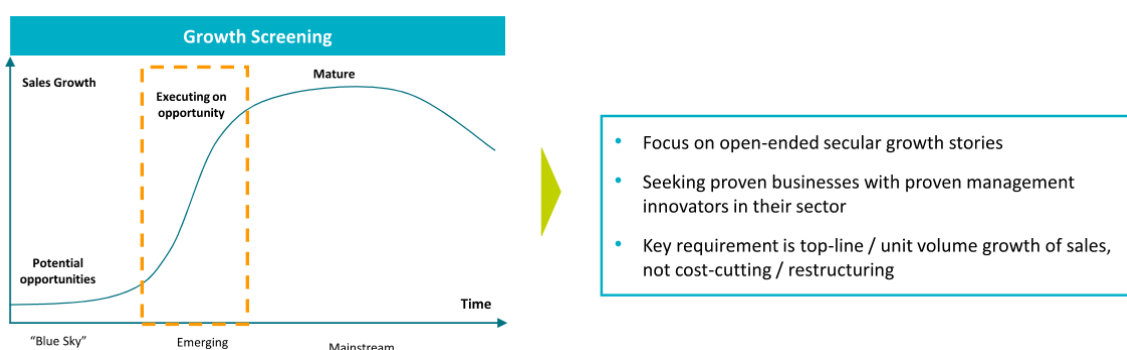 Growth Screening
Sales Growth
Mature
Executing on
opportunity
Potential
opportunities
Time
"Blue Sky"
Emerging
Mainstream
• Focus on open-ended secular growth stories
• Seeking proven businesses with proven management
innovators in their sector
• Key requirement is top-line / unit volume growth of sales,
not cost-cutting / restructuring